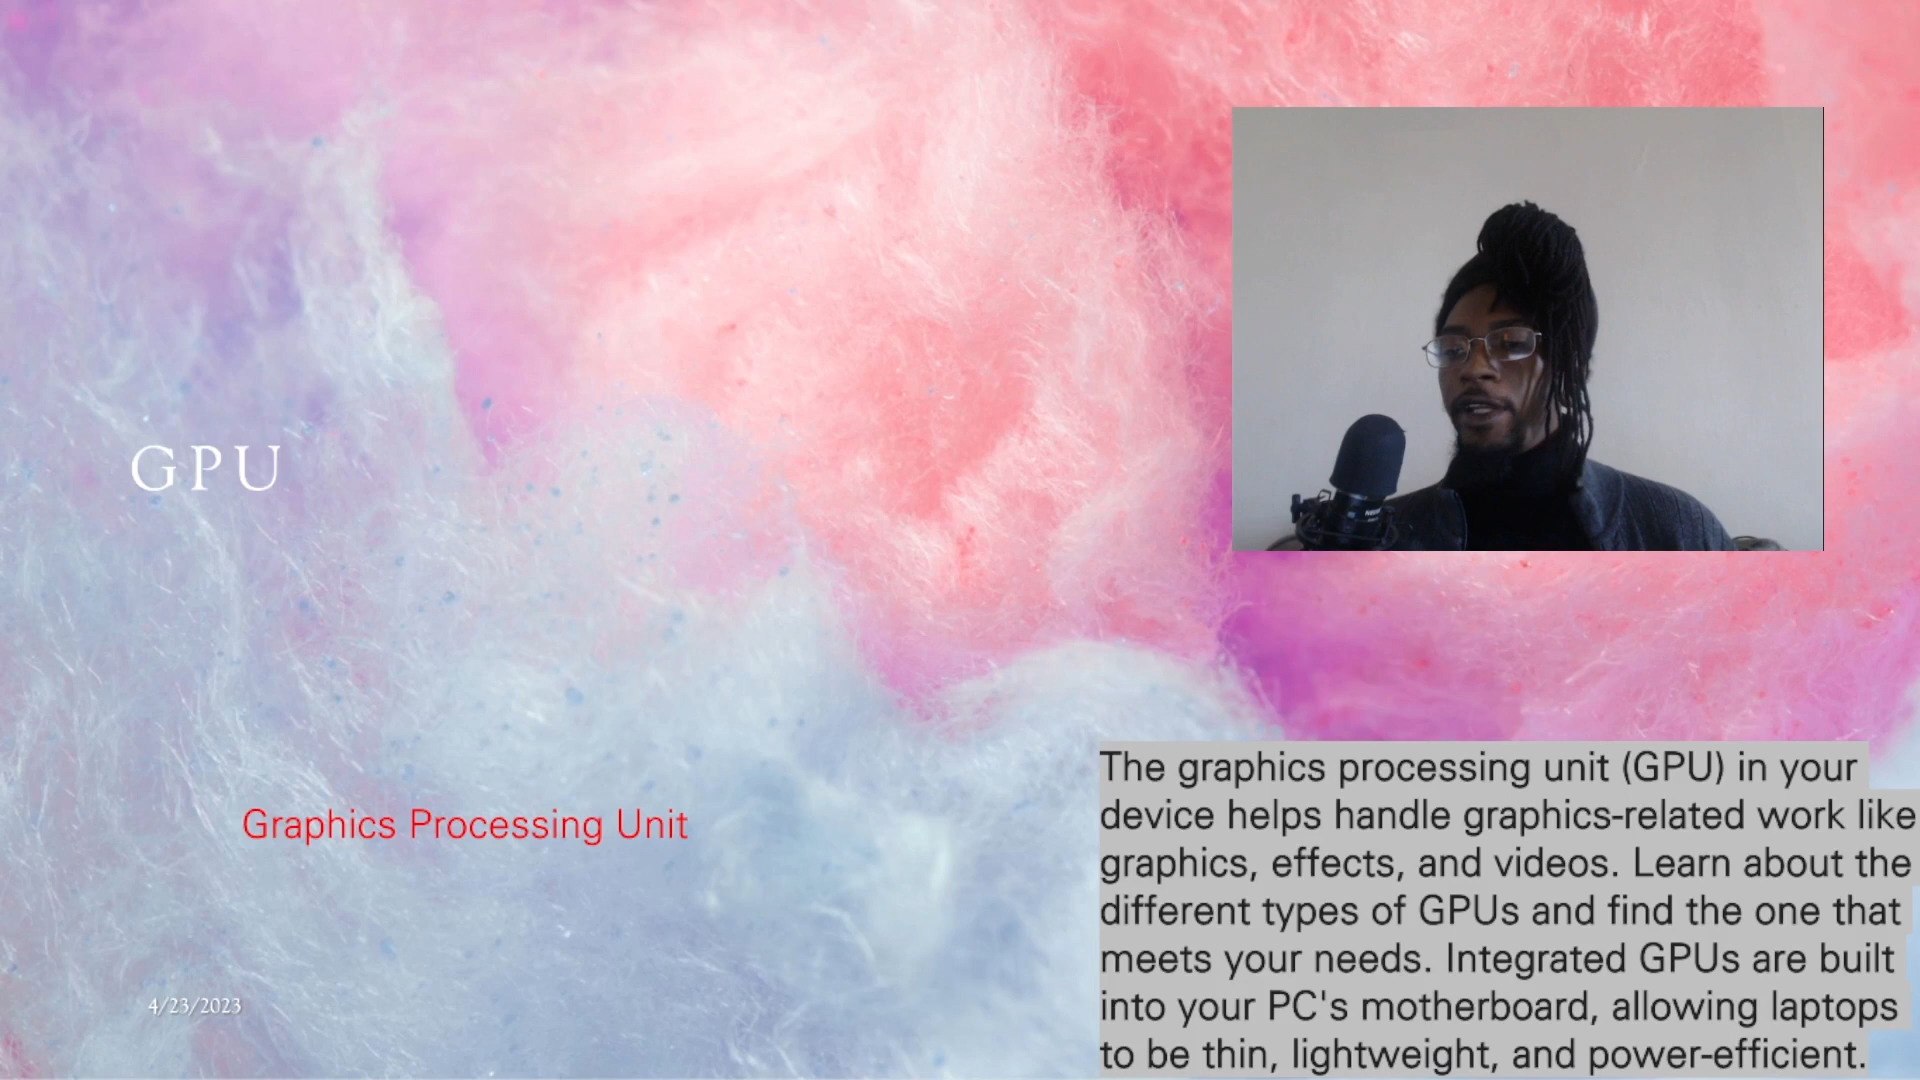 GPU
Graphics Processing Unit
4/23/2023
The graphics processing unit (GPU) in your
device helps handle graphics-related work like
graphics, effects, and videos. Learn about the
different types of GPUs and find the one that
meets your needs. Integrated GPUs are built
into your PC's motherboard, allowing laptops
to be thin, lightweight, and power-efficient.